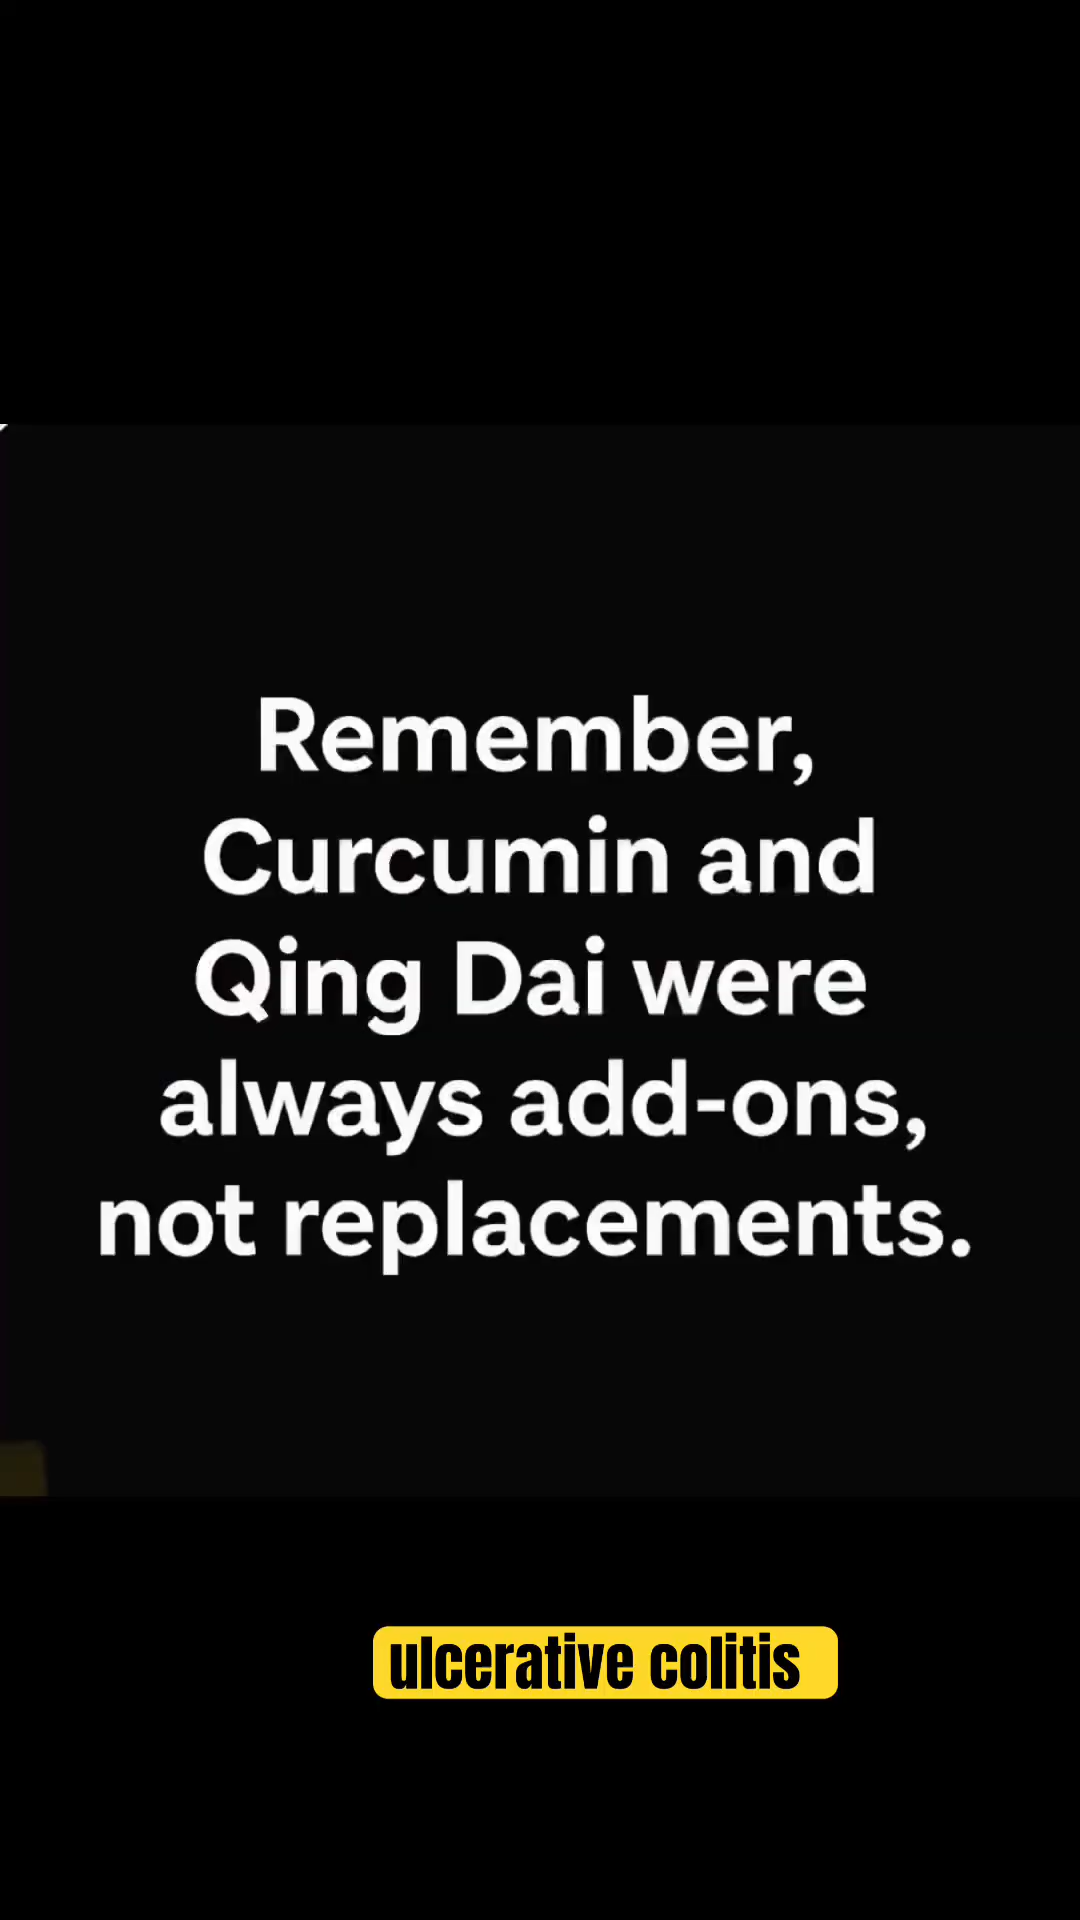 Remember,
Curcumin and
Qing Dai were
always add-ons,
not replacements.
ulcerative colitis